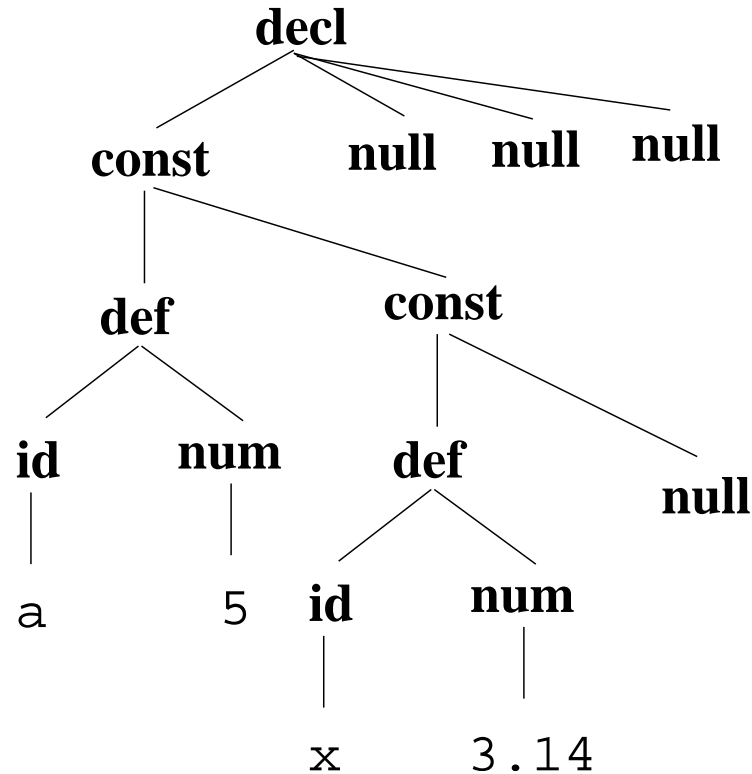 decl
const null null null
def const
id num def null
a 5 id num
x 3.14